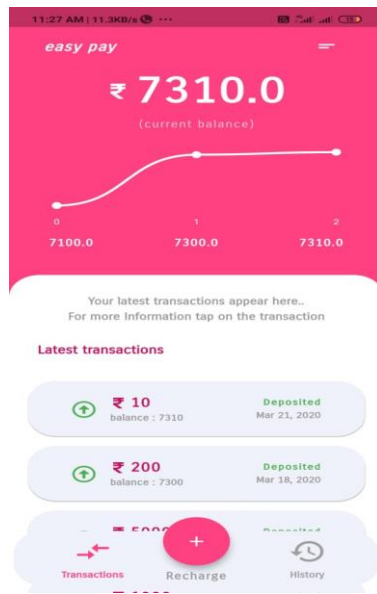 11:27 AM | 11.3KB/s ...
easy pay
₹ 7310.0
(current balance)
0 1 2
7100.0 7300.0 7310.0
Your latest transactions appear here..
For more Information tap on the transaction
Latest transactions
₹ 10 Deposited
balance : 7310 Mar 21, 2020
₹ 200 Deposited
balance : 7300 Mar 18, 2020
+
Transactions Recharge History